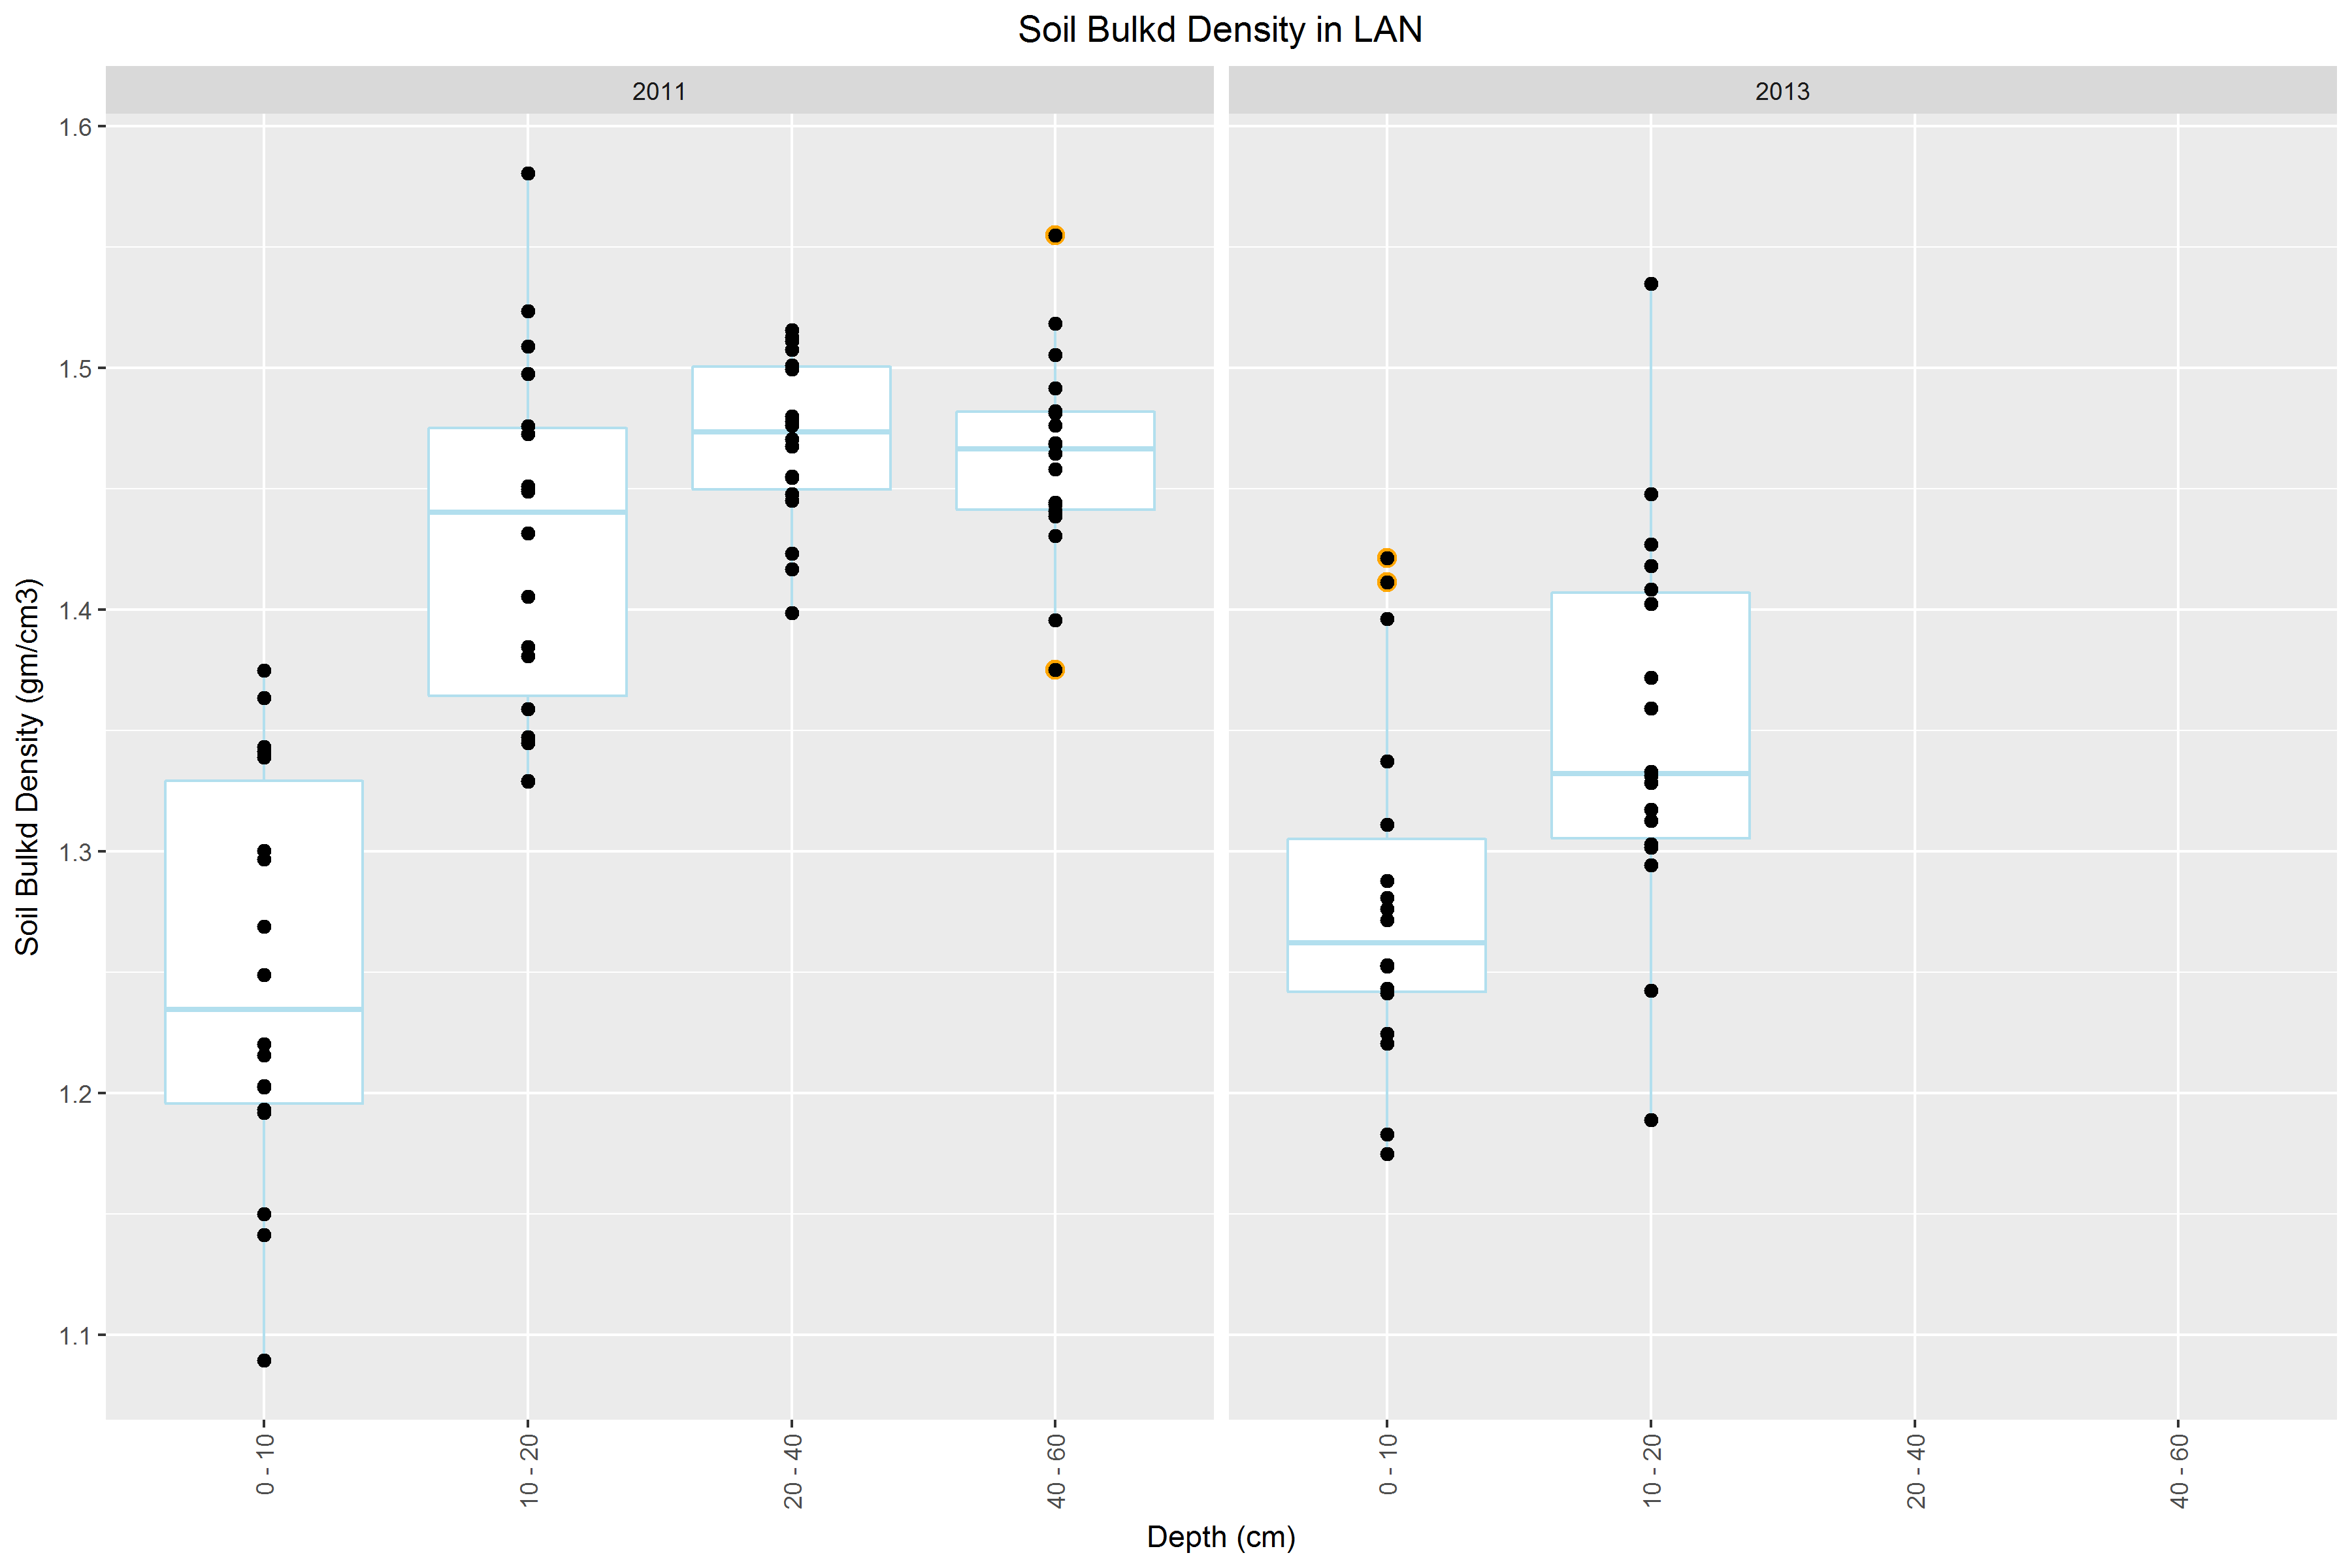 Soil Bulkd Density in LAN
2011
2013
Soil Bulkd Density (gm/cm3)
1.6
1.5
1.4
1.3
1.2
1.1
0 - 10
10 - 20
20 - 40
40 - 60
0 - 10
10 - 20
20 - 40
40 - 60
Depth (cm)